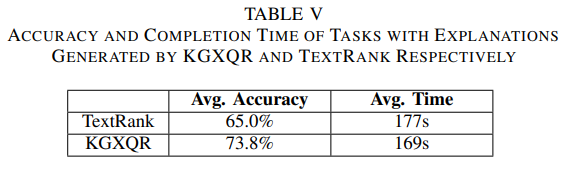 TABLE V
ACCURACY AND COMPLETION TIME OF TASKS WITH EXPLANATIONS
GENERATED BY KGXQR AND TEXTRANK RESPECTIVELY
Avg. Accuracy Avg. Time
TextRank 65.0% 177s
KGXQR 73.8% 169s